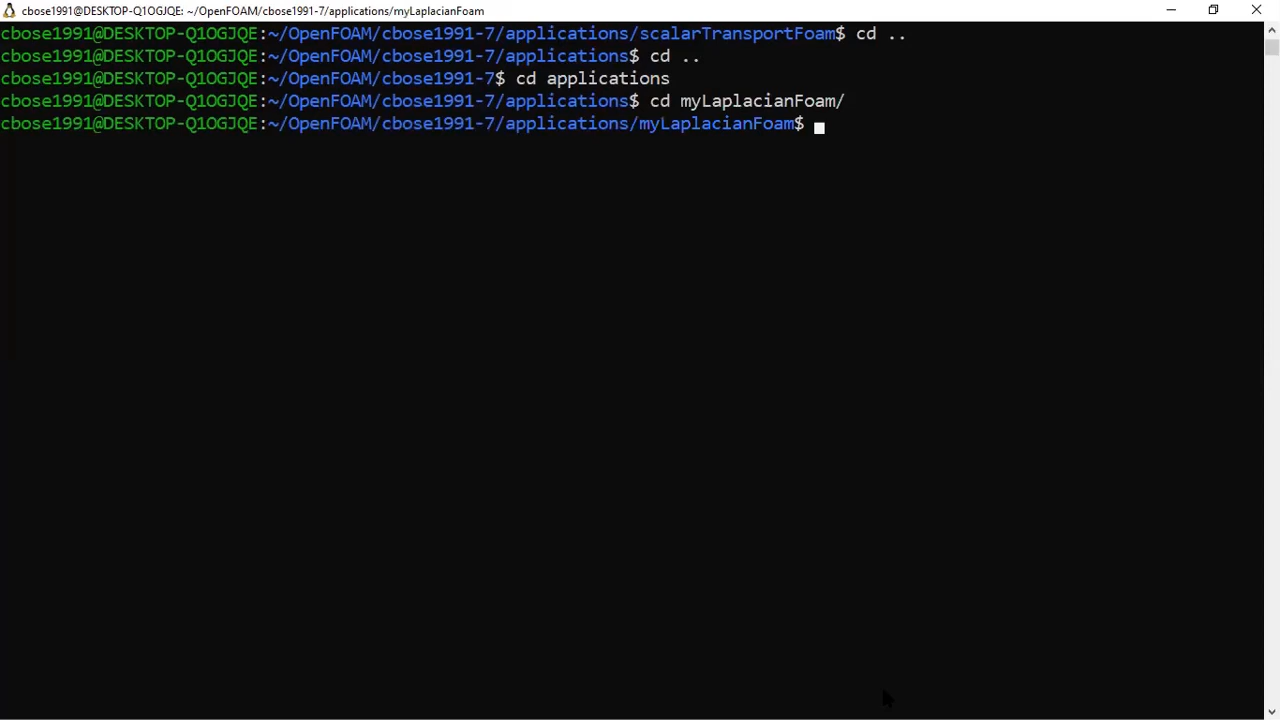 cbose1991@DESKTOP-Q1OGJQE: ~/OpenFOAM/cbose1991-7/applications/myLaplacianFoam
cbose1991@DESKTOP-Q1OGJQE:~/OpenFOAM/cbose1991-7/applications/scalarTransportFoam$ cd ..
cbose1991@DESKTOP-Q1OGJQE:~/OpenFOAM/cbose1991-7/applications$ cd ..
cbose1991@DESKTOP-Q1OGJQE:~/OpenFOAM/cbose1991-7$ cd applications
cbose1991@DESKTOP-Q1OGJQE:~/OpenFOAM/cbose1991-7/applications$ cd myLaplacianFoam/
cbose1991@DESKTOP-Q1OGJQE:~/OpenFOAM/cbose1991-7/applications/myLaplacianFoam$